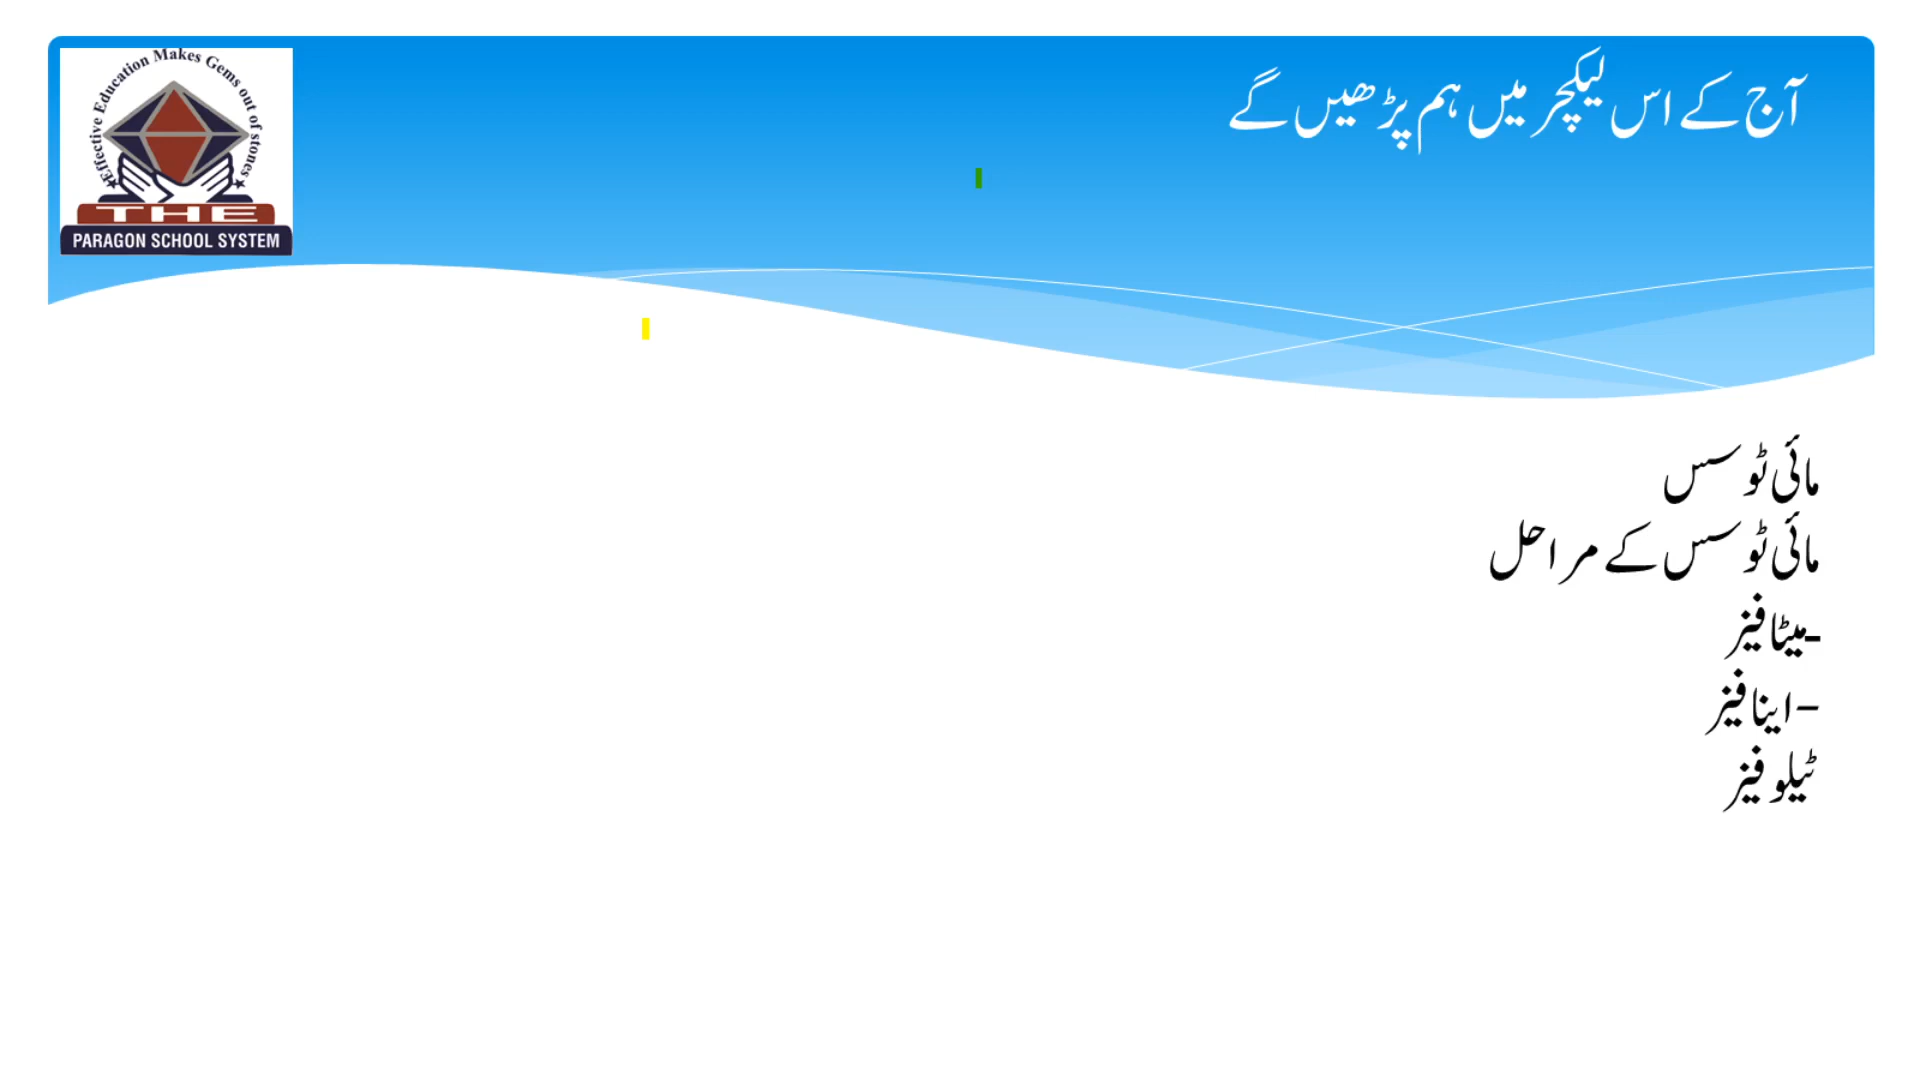 Effective Education Makes Gems out of stones
THE
PARAGON SCHOOL SYSTEM
آج کے اس لیکچر میں ہم پڑھیں گے
مائی ٹوسس
مائی ٹوسس کے مراحل
-میٹافیز
-اینافیز
ٹیلوفیز